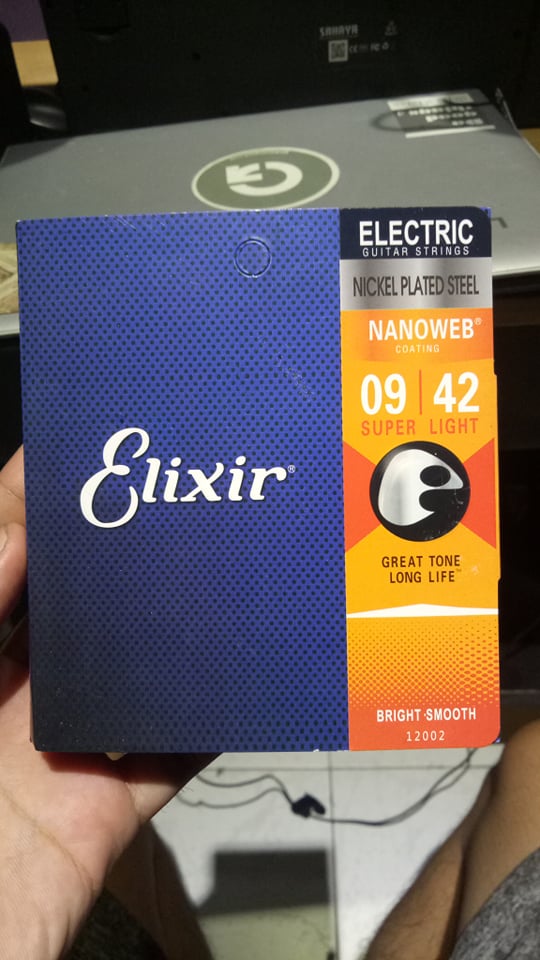 SAHAYA
Elixir®
ELECTRIC
GUITAR STRINGS
NICKEL PLATED STEEL
NANOWEB®
COATING
09 | 42
SUPER LIGHT
GREAT TONE
LONG LIFE™
BRIGHT·SMOOTH
12002